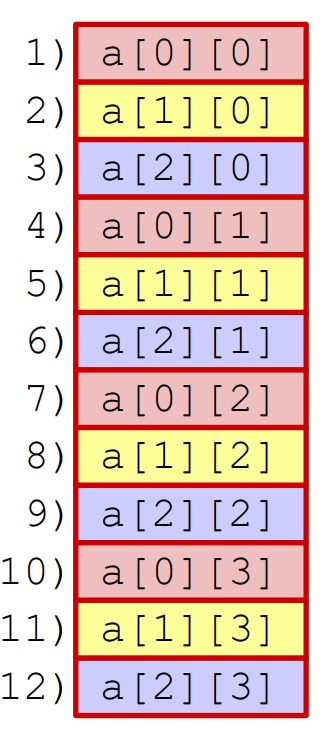 1) a[0][0]
2) a[1][0]
3) a[2][0]
4) a[0][1]
5) a[1][1]
6) a[2][1]
7) a[0][2]
8) a[1][2]
9) a[2][2]
10) a[0][3]
11) a[1][3]
12) a[2][3]